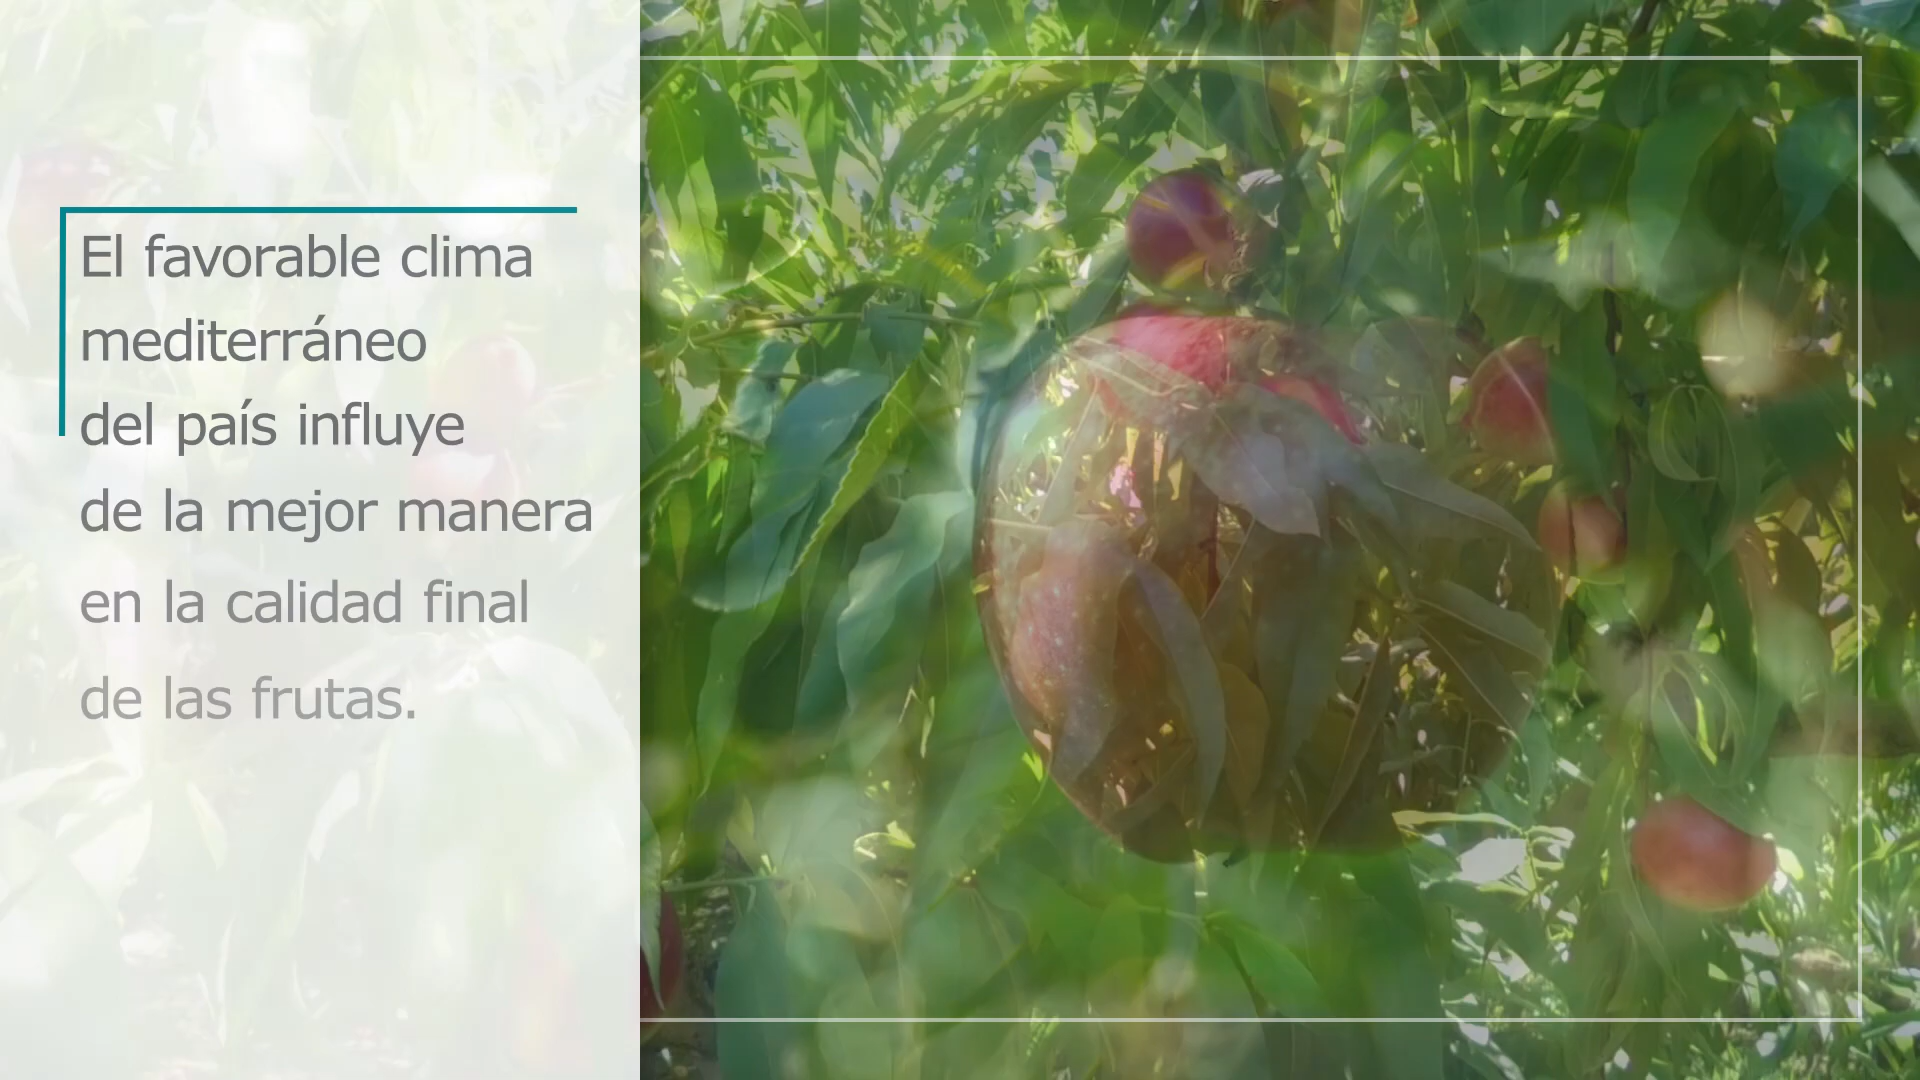 El favorable clima
mediterráneo
del país influye
de la mejor manera
en la calidad final
de las frutas.